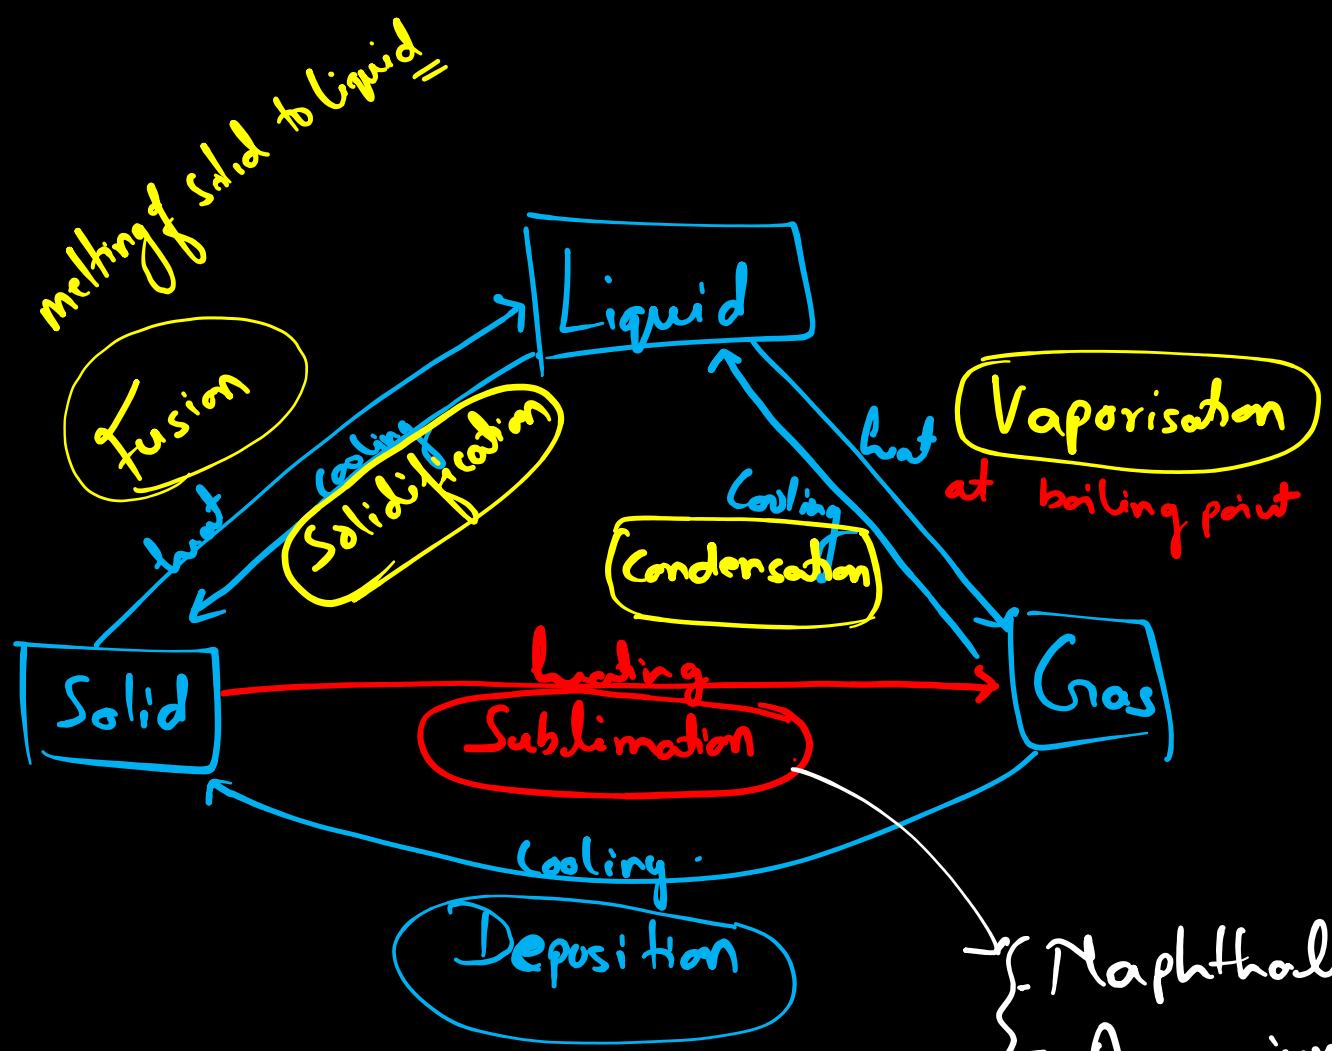 melting of solid to liquid
Liquid
Fusion
Vaporisation
heat
cooling
Solidification
heat
at boiling point
Cooling
Condensation
Solid
heating
Gas
Sublimation
Cooling
Deposition
Naphthal